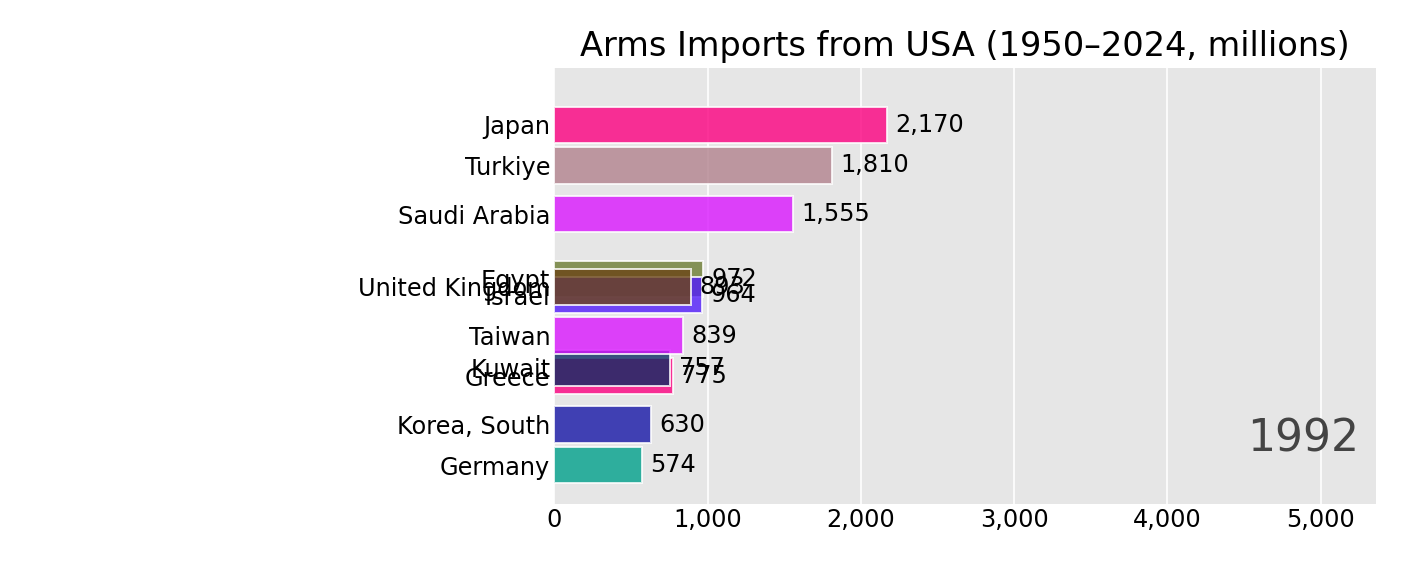 Arms Imports from USA (1950–2024, millions)
Japan 2,170
Turkiye 1,810
Saudi Arabia 1,555
Egypt 972
United Kingdom 893
Israel 964
Taiwan 839
Kuwait 757
Greece 775
Korea, South 630
1992
Germany 574
0 1,000 2,000 3,000 4,000 5,000